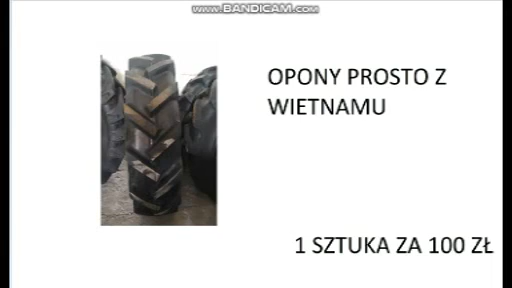 www.BANDICAM.com
OPONY PROSTO Z
WIETNAMU
1 SZTUKA ZA 100 ZŁ